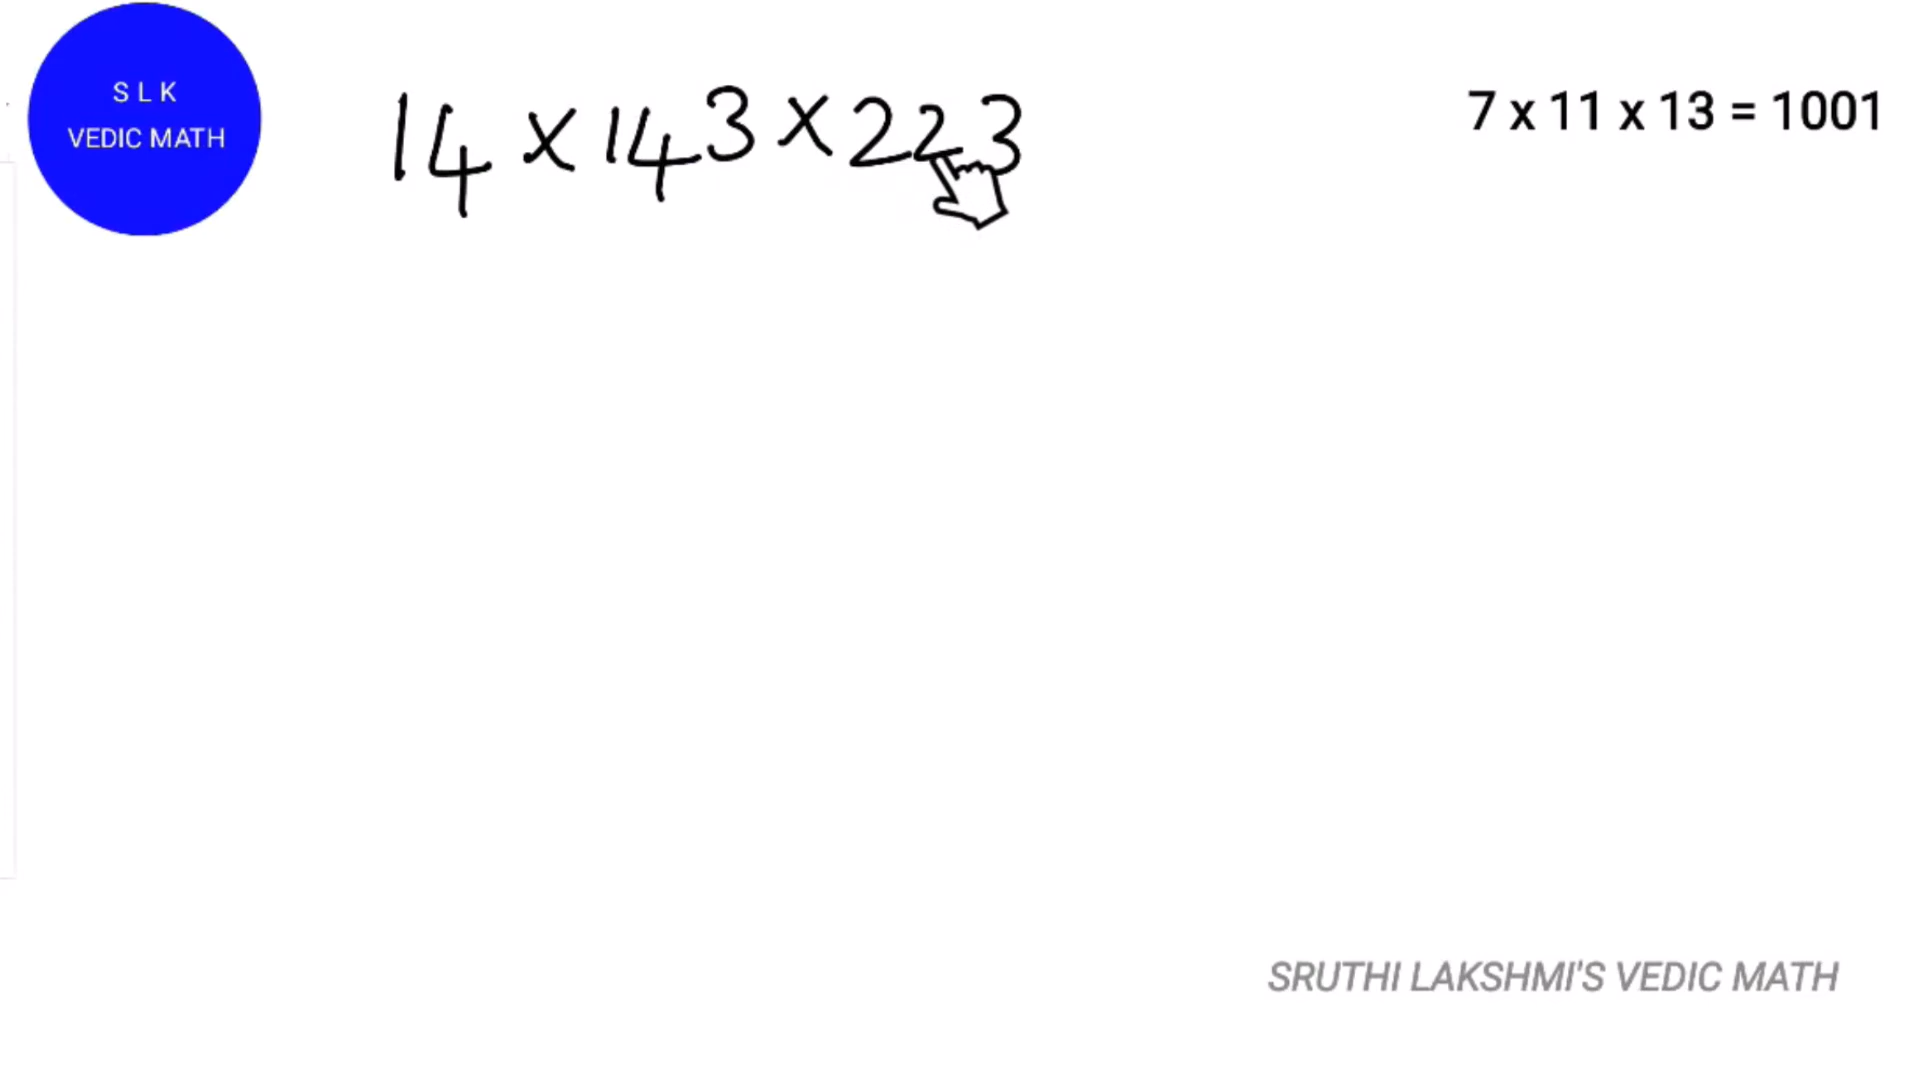 S L K
VEDIC MATH
14 x 143 x 223
7 x 11 x 13 = 1001
SRUTHI LAKSHMI'S VEDIC MATH